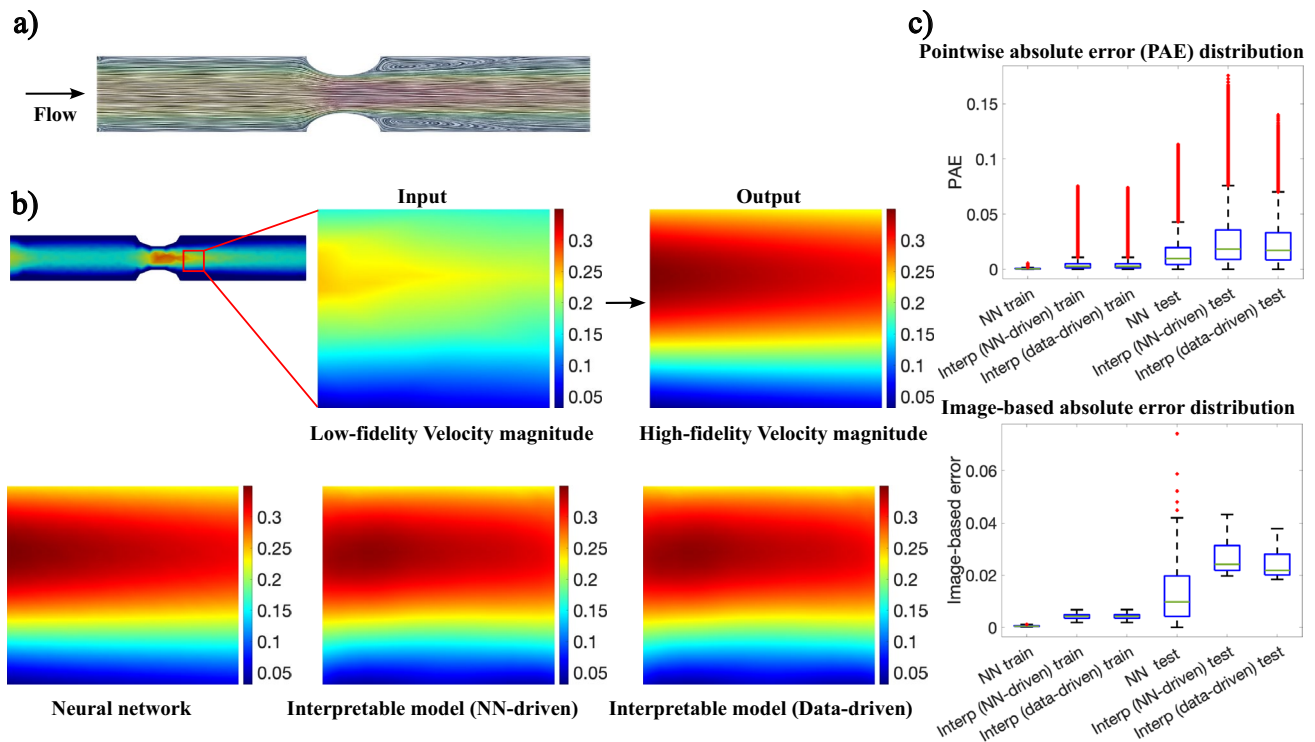 a)
Flow
b)
Input
0.3
0.25
0.2
0.15
0.1
0.05
Low-fidelity Velocity magnitude
Output
0.3
0.25
0.2
0.15
0.1
0.05
High-fidelity Velocity magnitude
0.3
0.25
0.2
0.15
0.1
0.05
Neural network
0.3
0.25
0.2
0.15
0.1
0.05
Interpretable model (NN-driven)
0.3
0.25
0.2
0.15
0.1
0.05
Interpretable model (Data-driven)
c)
Pointwise absolute error (PAE) distribution
PAE
0.15
0.1
0.05
0
NN train
Interp (NN-driven) train
Interp (data-driven) train
NN test
Interp (NN-driven) test
Interp (data-driven) test
Image-based absolute error distribution
Image-based error
0.06
0.04
0.02
0
NN train
Interp (NN-driven) train
Interp (data-driven) train
NN test
Interp (NN-driven) test
Interp (data-driven) test